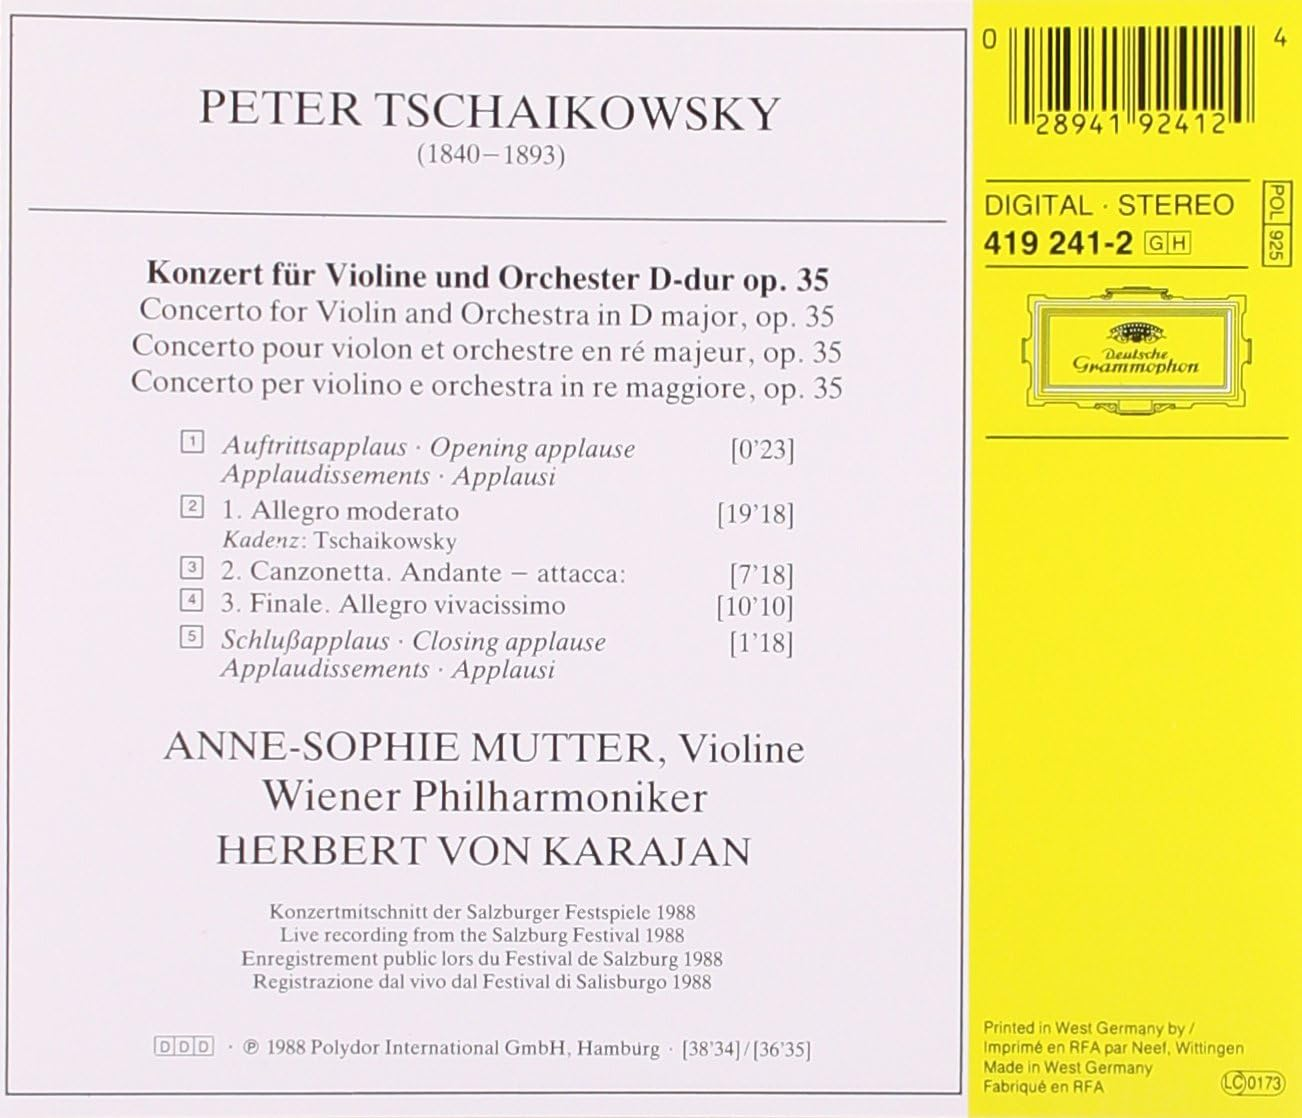 PETER TSCHAIKOWSKY
(1840–1893)
Konzert für Violine und Orchester D-dur op. 35
Concerto for Violin and Orchestra in D major, op. 35
Concerto pour violon et orchestre en ré majeur, op. 35
Concerto per violino e orchestra in re maggiore, op. 35
1 Auftrittsapplaus · Opening applause [0'23]
Applaudissements · Applausi
2 1. Allegro moderato [19'18]
Kadenz: Tschaikowsky
3 2. Canzonetta. Andante – attacca: [7'18]
4 3. Finale. Allegro vivacissimo [10'10]
5 Schlußapplaus · Closing applause [1'18]
Applaudissements · Applausi
ANNE-SOPHIE MUTTER, Violine
Wiener Philharmoniker
HERBERT VON KARAJAN
Konzertmitschnitt der Salzburger Festspiele 1988
Live recording from the Salzburg Festival 1988
Enregistrement public lors du Festival de Salzburg 1988
Registrazione dal vivo dal Festival di Salisburgo 1988
DDD · ℗ 1988 Polydor International GmbH, Hamburg · [38'34]/[36'35]
0 28941 92412 4
DIGITAL · STEREO
419 241-2 GH
POL 925
Deutsche
Grammophon
Printed in West Germany by /
Imprimé en RFA par Neef, Wittingen
Made in West Germany
Fabriqué en RFA
LC 0173